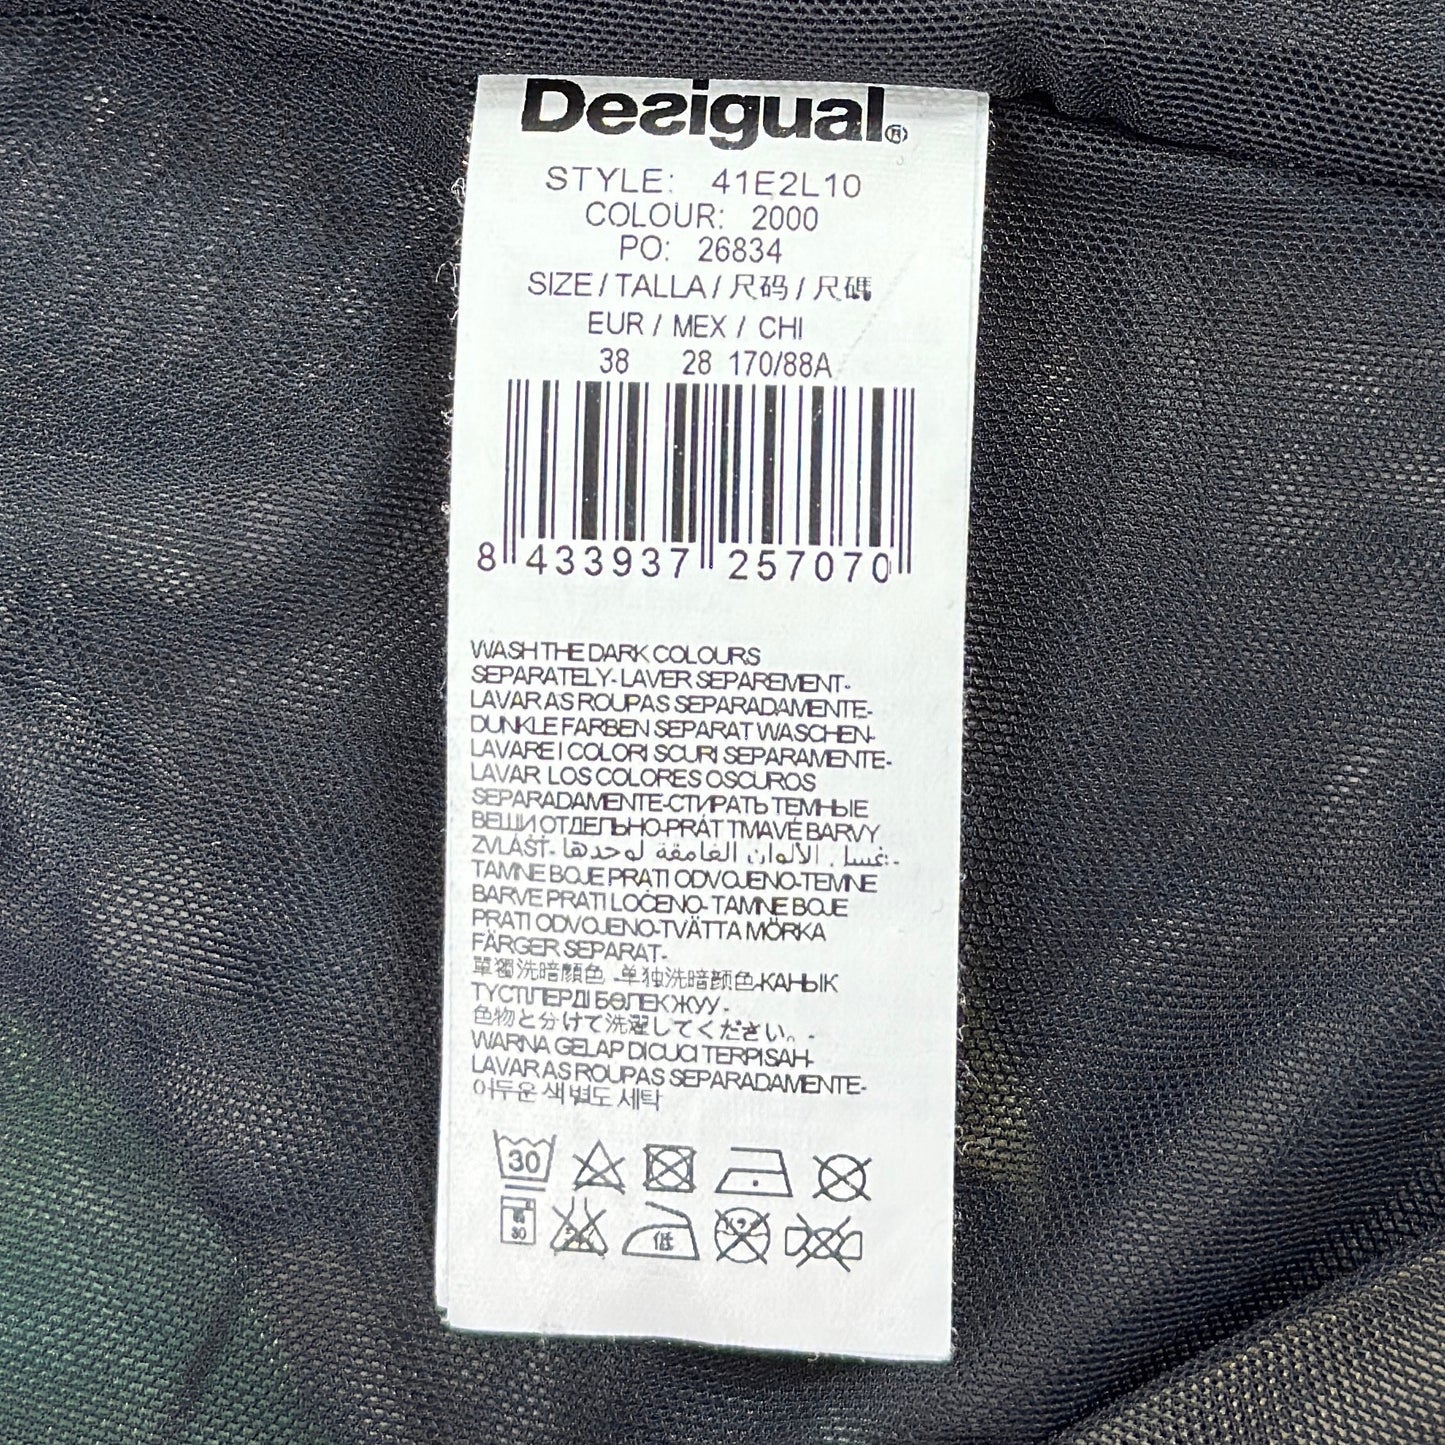 Desigual®
STYLE: 41E2L10
COLOUR: 2000
PO: 26834
SIZE / TALLA / 尺码 / 尺碼
EUR / MEX / CHI
38 28 170/88A
8 433937 257070
WASH THE DARK COLOURS
SEPARATELY- LAVER SEPAREMENT-
LAVAR AS ROUPAS SEPARADAMENTE-
DUNKLE FARBEN SEPARAT WASCHEN-
LAVARE I COLORI SCURI SEPARAMENTE-
LAVAR LOS COLORES OSCUROS
SEPARADAMENTE-СТИРАТЬ ТЕМНЫЕ
ВЕЩИ ОТДЕЛЬНО-PRÁT TMAVÉ BARVY
ZVLÁŠŤ- الألوان الغامقة لوحدها -
TAMNE BOJE PRATI ODVOJENO-TEMNE
BARVE PRATI LOČENO- TAMNE BOJE
PRATI ODVOJENO-TVÄTTA MÖRKA
FÄRGER SEPARAT-
單獨洗暗顏色 -单独洗暗颜色-КАНЫК
ТҮСТІЛЕРДІ БӨЛЕК ЖУУ -
色物と分けて洗濯してください。-
WARNA GELAP DICUCI TERPISAH-
LAVAR AS ROUPAS SEPARADAMENTE-
어두운 색 별도 세탁
30
30
低